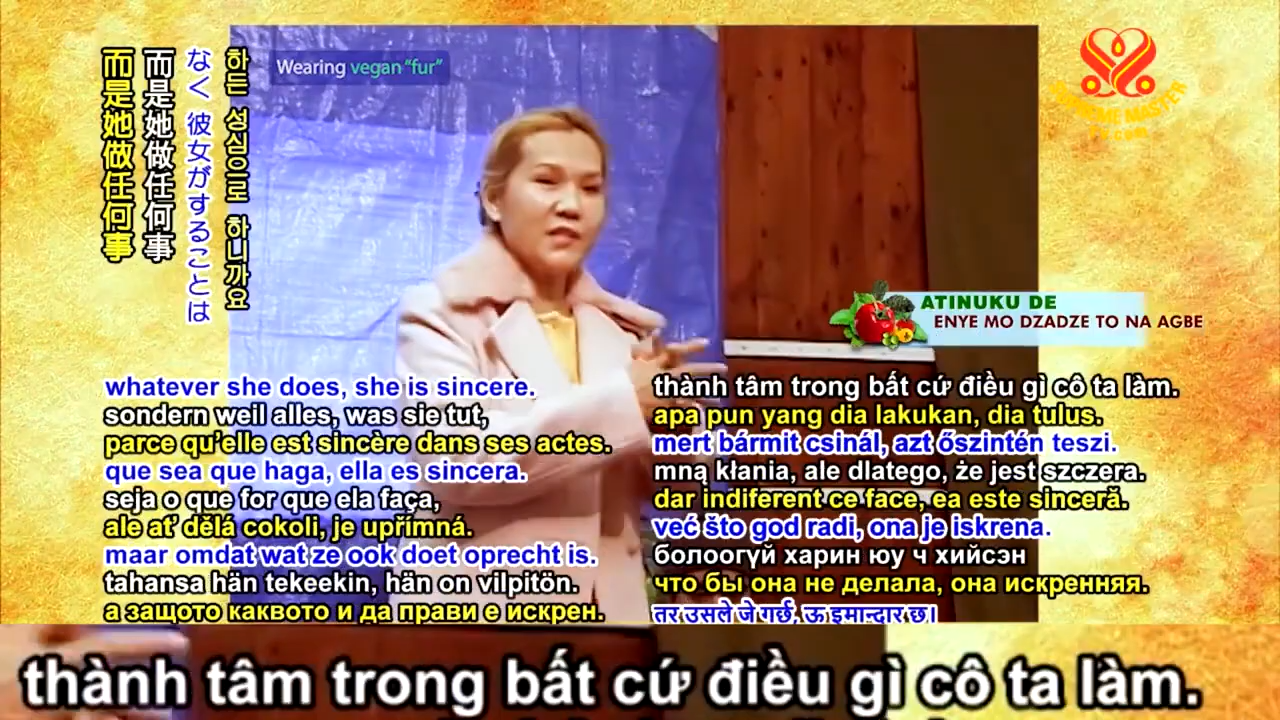 하든 성심으로 하니까요
なく 彼女がすることは
而是她做任何事
而是她做任何事
Wearing vegan “fur”
SUPREME MASTER
TV.COM
ATINUKU DE
ENYE MO DZADZE TO NA AGBE
whatever she does, she is sincere.
sondern weil alles, was sie tut,
parce qu’elle est sincère dans ses actes.
que sea que haga, ella es sincera.
seja o que for que ela faça,
ale ať dělá cokoli, je upřímná.
maar omdat wat ze ook doet oprecht is.
tahansa hän tekeekin, hän on vilpitön.
а защото каквото и да прави е искрен.
thành tâm trong bất cứ điều gì cô ta làm.
apa pun yang dia lakukan, dia tulus.
mert bármit csinál, azt őszintén teszi.
mną kłania, ale dlatego, że jest szczera.
dar indiferent ce face, ea este sinceră.
već što god radi, ona je iskrena.
болоогүй харин юу ч хийсэн
что бы она не делала, она искренняя.
तर उसले जे गर्छ, ऊ इमान्दार छ।
thành tâm trong bất cứ điều gì cô ta làm.